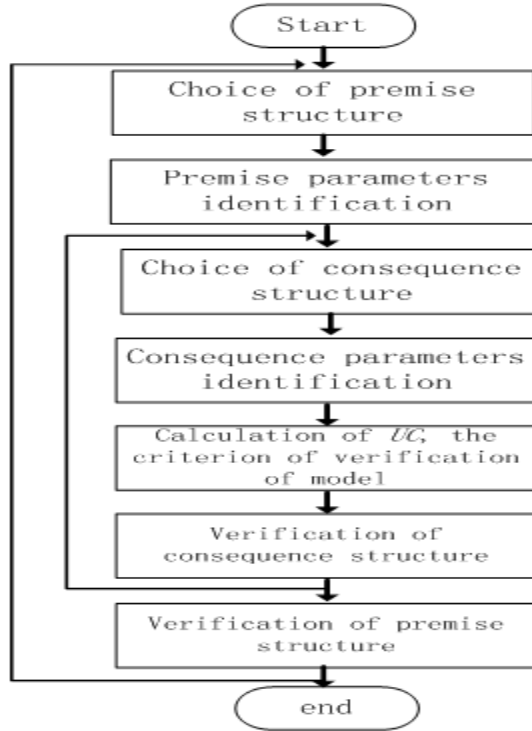 Start
Choice of premise
structure
Premise parameters
identification
Choice of consequence
structure
Consequence parameters
identification
Calculation of UC, the
criterion of verification
of model
Verification of
consequence structure
Verification of premise
structure
end